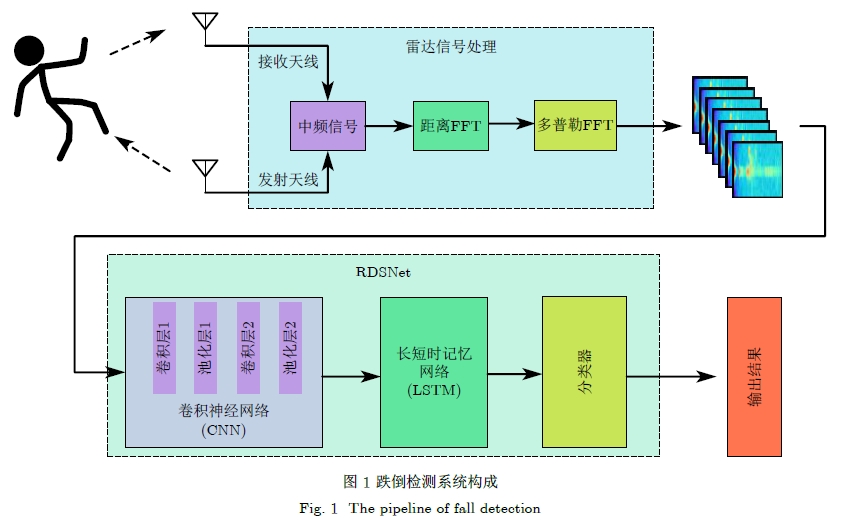 雷达信号处理
接收天线
中频信号
距离FFT
多普勒FFT
发射天线
RDSNet
卷积层1
池化层1
卷积层2
池化层2
卷积神经网络
(CNN)
长短时记忆
网络
(LSTM)
分类器
输出结果
图 1 跌倒检测系统构成
Fig. 1 The pipeline of fall detection